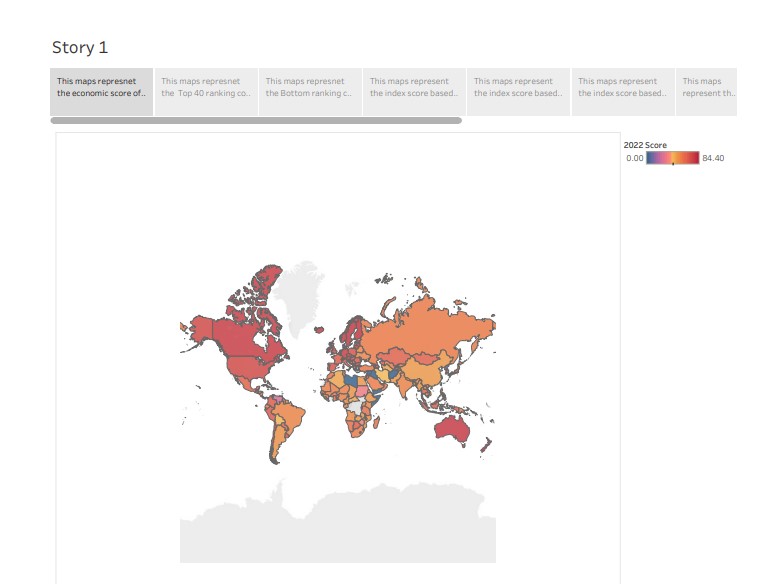 Story 1
This maps represnet
the economic score of..
This maps represnet
the Top 40 ranking co..
This maps represnet
the Bottom ranking c..
This maps represent
the index score based..
This maps represent
the index score based..
This maps represent
the index score based..
This maps
represent th..
2022 Score
0.00
84.40